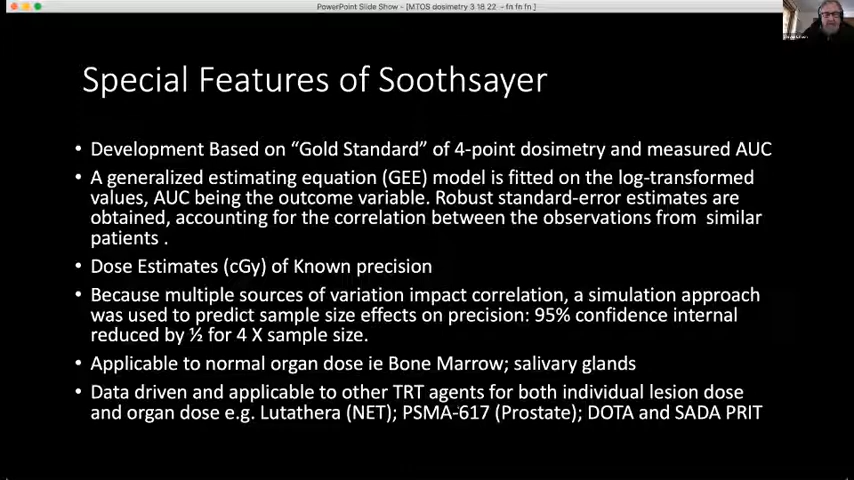 PowerPoint Slide Show - [MTOS dosimetry 3 18 22 - fn fn fn ]
Special Features of Soothsayer
• Development Based on “Gold Standard” of 4-point dosimetry and measured AUC
• A generalized estimating equation (GEE) model is fitted on the log-transformed
values, AUC being the outcome variable. Robust standard-error estimates are
obtained, accounting for the correlation between the observations from similar
patients .
• Dose Estimates (cGy) of Known precision
• Because multiple sources of variation impact correlation, a simulation approach
was used to predict sample size effects on precision: 95% confidence internal
reduced by ½ for 4 X sample size.
• Applicable to normal organ dose ie Bone Marrow; salivary glands
• Data driven and applicable to other TRT agents for both individual lesion dose
and organ dose e.g. Lutathera (NET); PSMA-617 (Prostate); DOTA and SADA PRIT